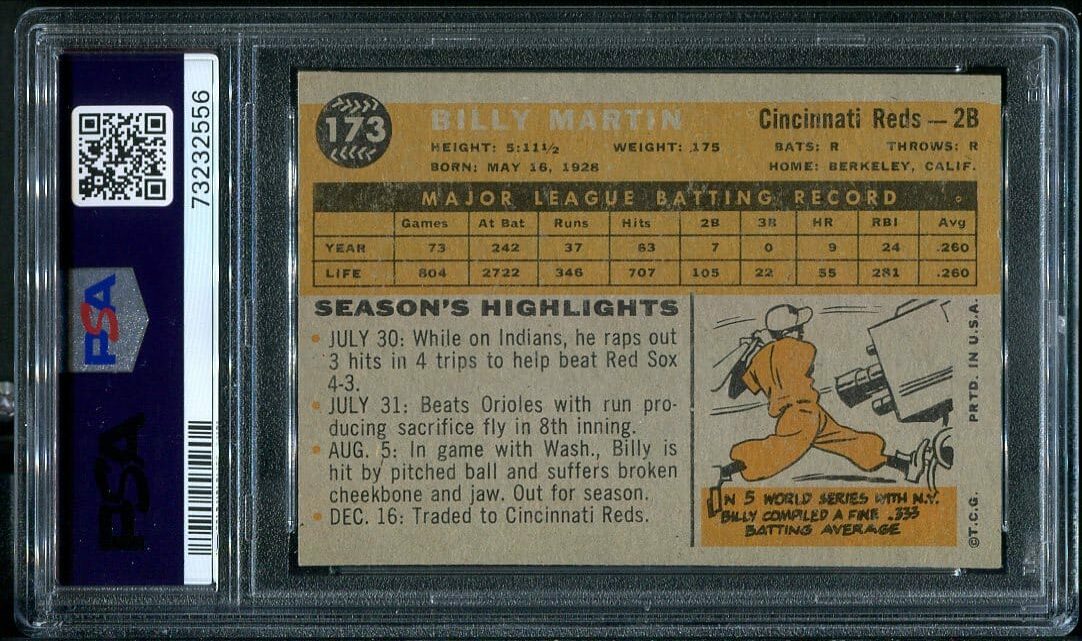 73232556
PSA
PSA
173
BILLY MARTIN
Cincinnati Reds — 2B
HEIGHT: 5:11½ WEIGHT: 175 BATS: R THROWS: R
BORN: MAY 16, 1928 HOME: BERKELEY, CALIF.
MAJOR LEAGUE BATTING RECORD
Games At Bat Runs Hits 2B 3B HR RBI Avg
YEAR 73 242 37 63 7 0 9 24 .260
LIFE 804 2722 346 707 105 22 55 281 .260
SEASON'S HIGHLIGHTS
• JULY 30: While on Indians, he raps out
3 hits in 4 trips to help beat Red Sox
4-3.
• JULY 31: Beats Orioles with run pro-
ducing sacrifice fly in 8th inning.
• AUG. 5: In game with Wash., Billy is
hit by pitched ball and suffers broken
cheekbone and jaw. Out for season.
• DEC. 16: Traded to Cincinnati Reds.
IN 5 WORLD SERIES WITH N.Y.
BILLY COMPILED A FINE .333
BATTING AVERAGE
©T.C.G. PRTD. IN U.S.A.